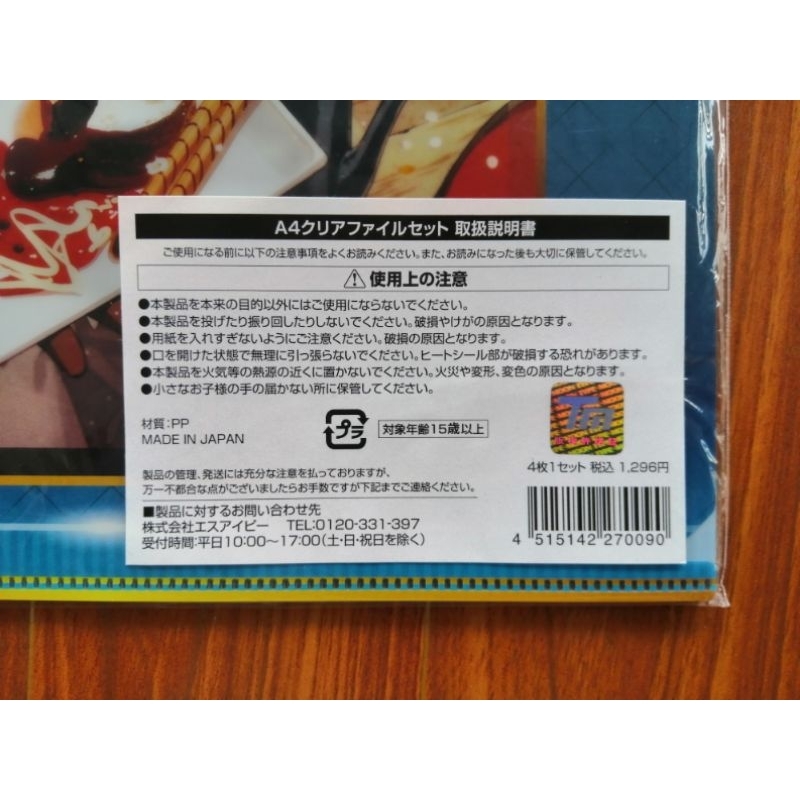 A4クリアファイルセット 取扱説明書
ご使用になる前に以下の注意事項をよくお読みください。また、お読みになった後も大切に保管してください。
使用上の注意
●本製品を本来の目的以外にはご使用にならないでください。
●本製品を投げたり振り回したりしないでください。破損やけがの原因となります。
●用紙を入れすぎないようにご注意ください。破損の原因となります。
●口を開けた状態で無理に引っ張らないでください。ヒートシール部が破損する恐れがあります。
●本製品を火気等の熱源の近くに置かないでください。火災や変形、変色の原因となります。
●小さなお子様の手の届かない所に保管してください。
材質:PP
MADE IN JAPAN
プラ
対象年齢15歳以上
TM
4枚1セット 税込 1,296円
製品の管理、発送には充分な注意を払っておりますが、
万一不都合な点がございましたらお手数ですが下記までご連絡ください。
■製品に対するお問い合わせ先
株式会社エスアイピー TEL:0120-331-397
受付時間:平日10:00〜17:00(土・日・祝日を除く)
4 515142 270090